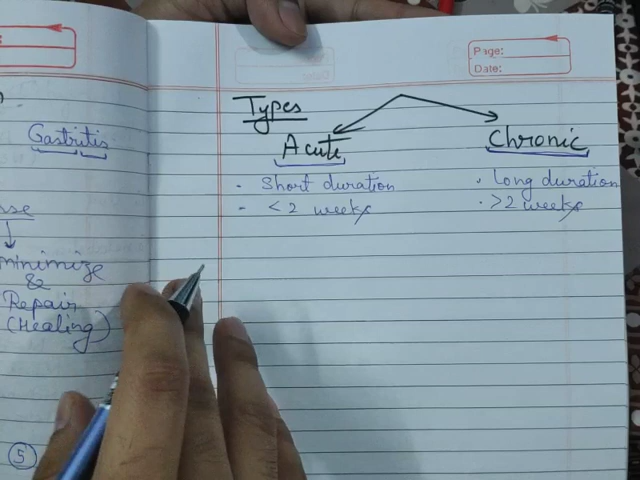 Gastritis
minimize
&
Repair
(Healing)
5
Page:
Date:
Types
Acute
- Short duration
- < 2 weeks
Chronic
- Long duration
- >2 weeks